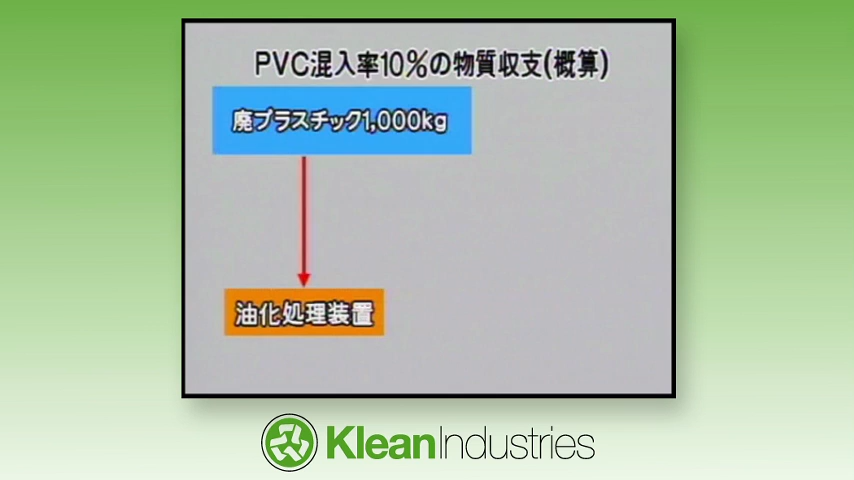 PVC混入率10%の物質収支(概算)
廃プラスチック1,000kg
油化処理装置
KleanIndustries